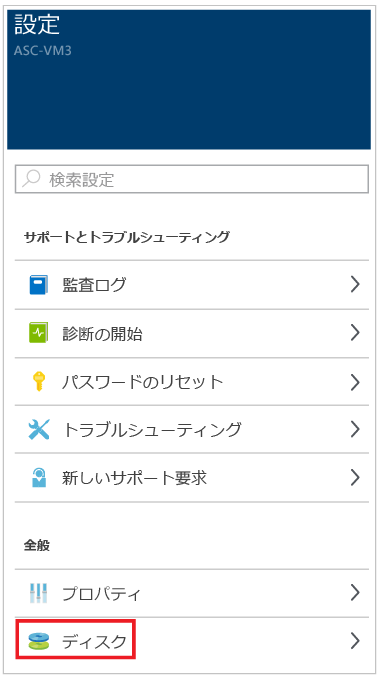 設定
ASC-VM3
検索設定
サポートとトラブルシューティング
監査ログ
診断の開始
パスワードのリセット
トラブルシューティング
新しいサポート要求
全般
プロパティ
ディスク